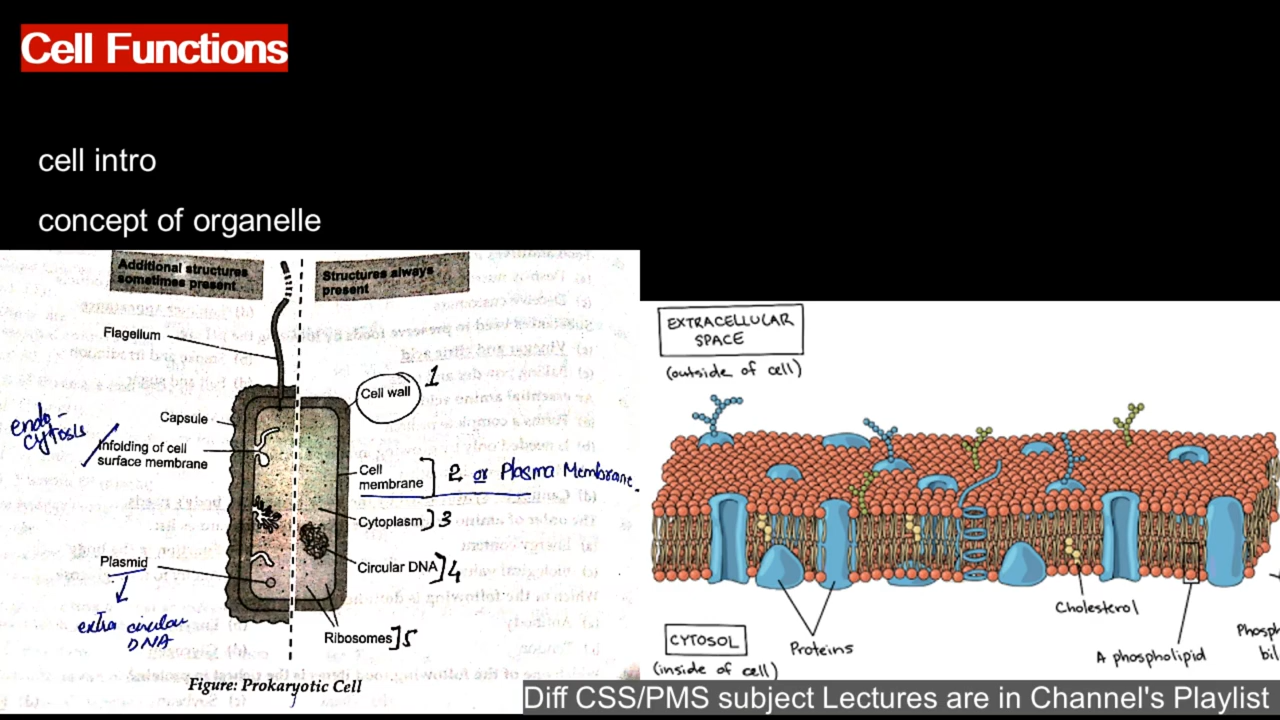 Cell Functions
cell intro
concept of organelle
Additional structures
sometimes present
Structures always
present
Flagellum
Cell wall
1
Capsule
endo-
cytosis
Infolding of cell
surface membrane
Cell
membrane
2 or Plasma Membrane.
Cytoplasm
3
Circular DNA
4
Plasmid
extra circular
DNA
Ribosomes
5
Figure: Prokaryotic Cell
EXTRACELLULAR
SPACE
(outside of cell)
Cholesterol
CYTOSOL
(inside of cell)
Proteins
A phospholipid
Phosph
bil
Diff CSS/PMS subject Lectures are in Channel's Playlist